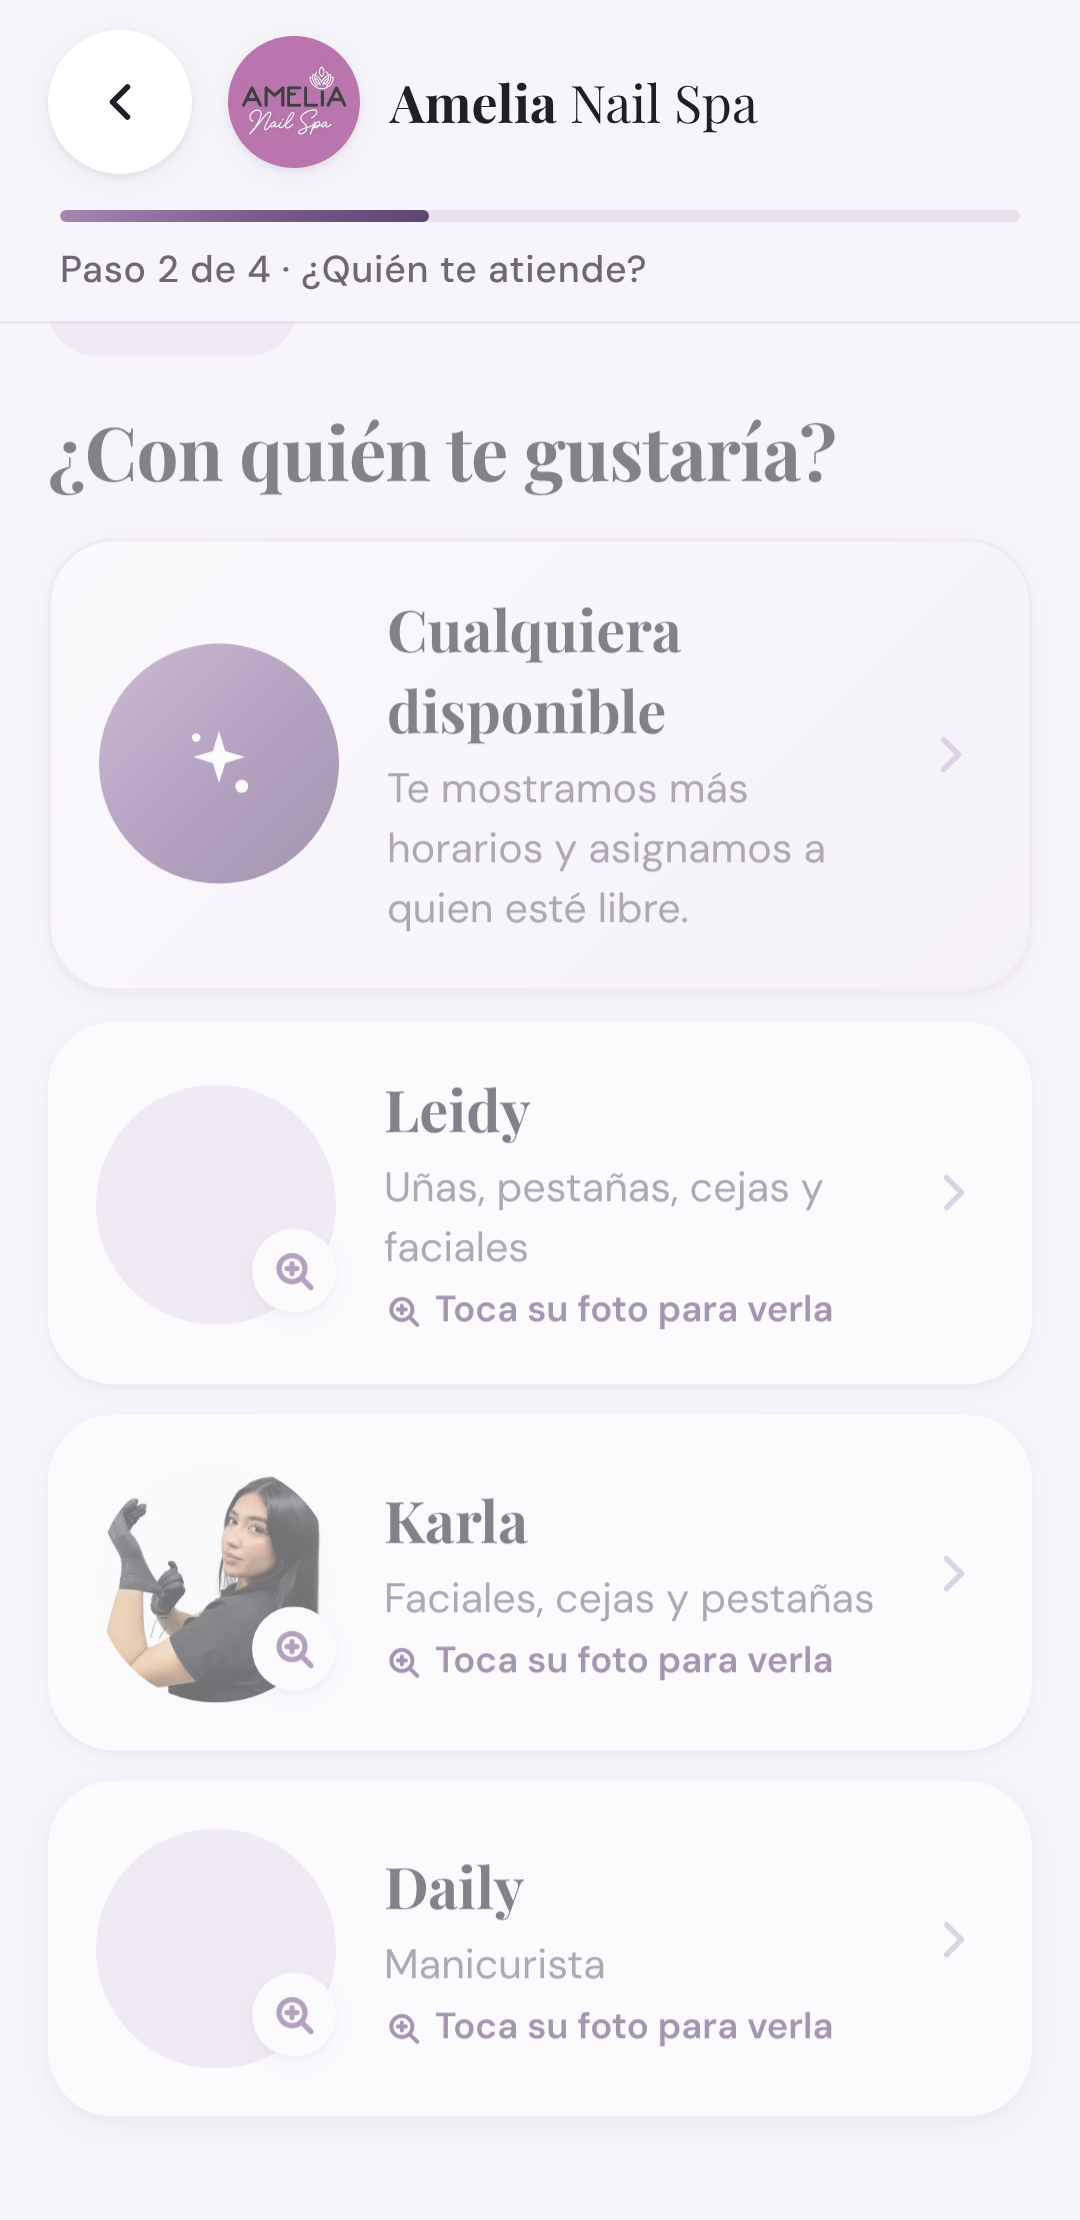 AMELIA
Nail Spa
Amelia Nail Spa
Paso 2 de 4 · ¿Quién te atiende?
¿Con quién te gustaría?
Cualquiera
disponible
Te mostramos más
horarios y asignamos a
quien esté libre.
Leidy
Uñas, pestañas, cejas y
faciales
Toca su foto para verla
Karla
Faciales, cejas y pestañas
Toca su foto para verla
Daily
Manicurista
Toca su foto para verla